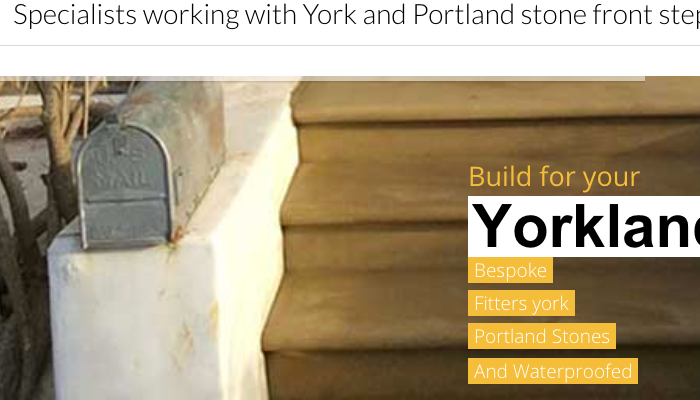 Specialists working with York and Portland stone front step
U.S. MAIL
Build for your
Yorkland
Bespoke
Fitters york
Portland Stones
And Waterproofed